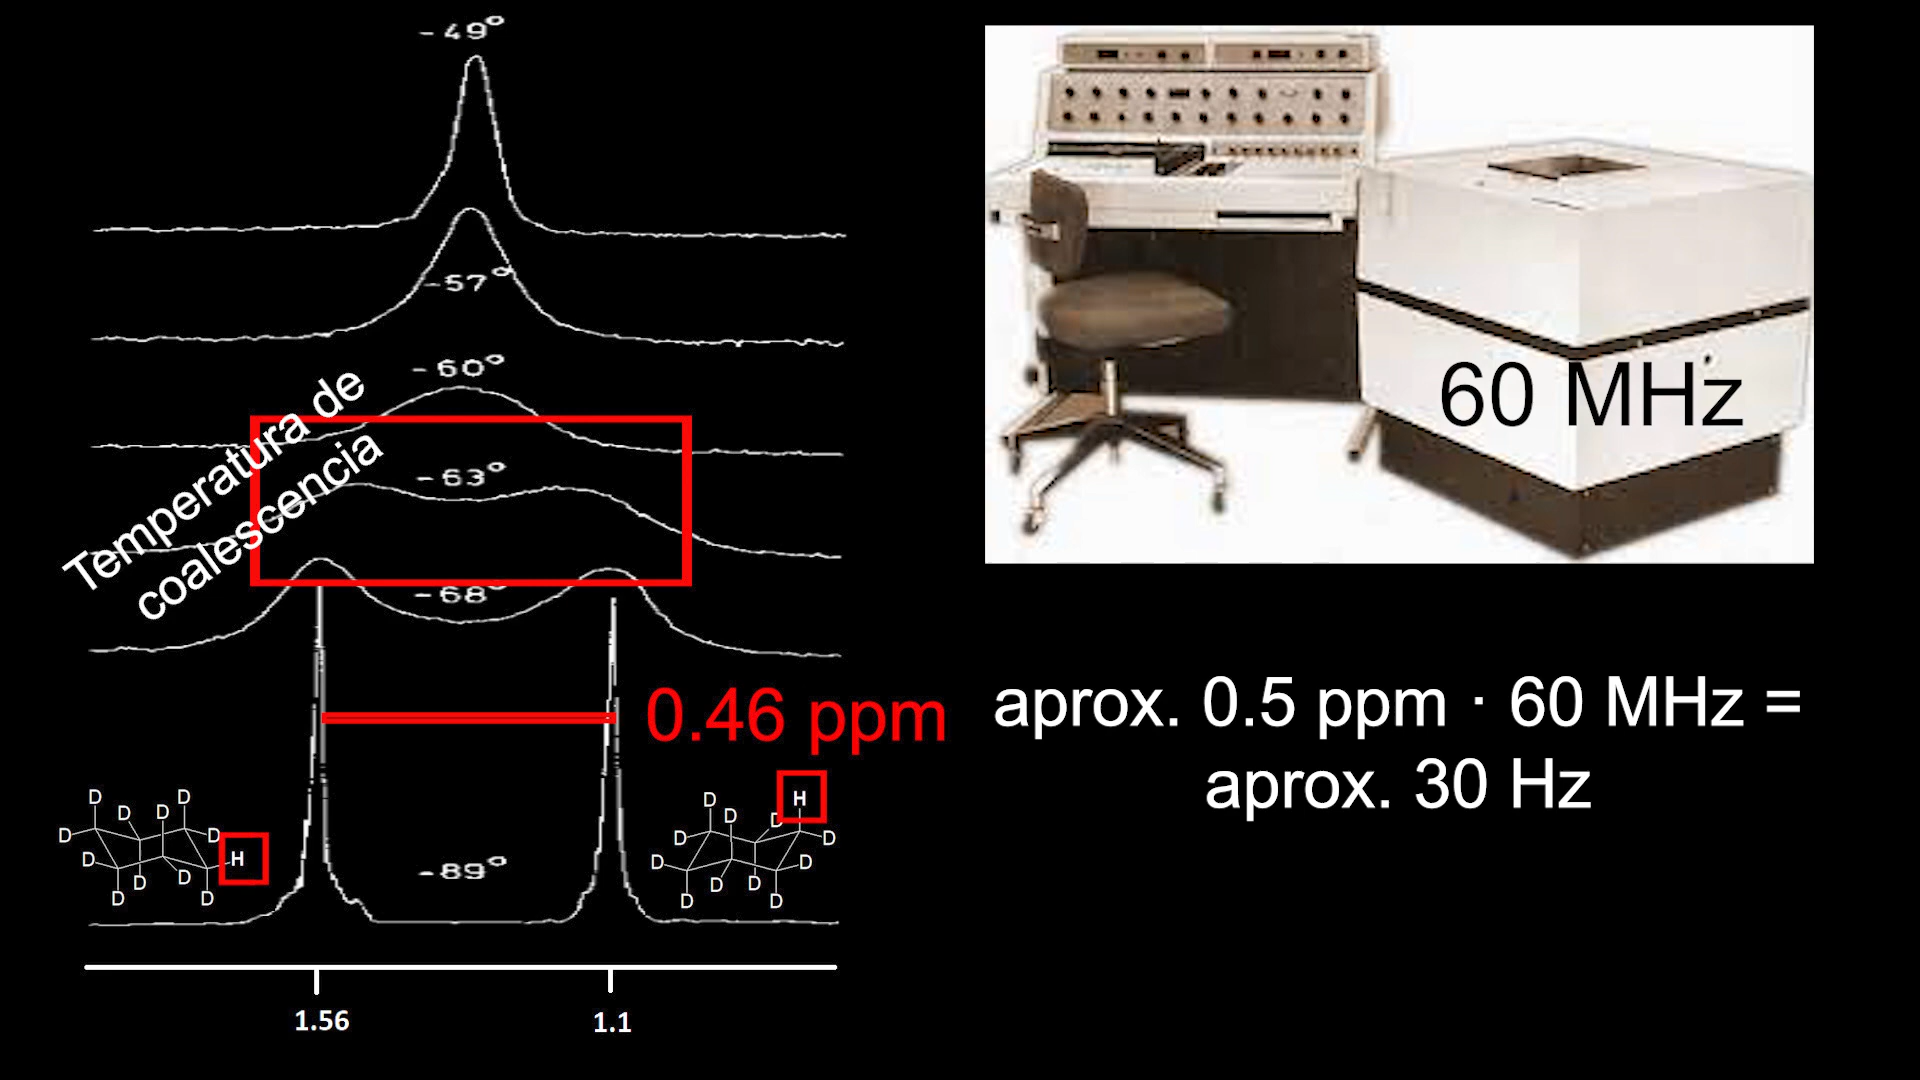 - 49°
-57°
- 60°
Temperatura de
coalescencia
- 63°
-68°
0.46 ppm
D
D
D
D
D
D
D
D
D
D
D
H
-89°
D
D
D
H
D
D
D
D
D
D
D
D
1.56
1.1
60 MHz
aprox. 0.5 ppm · 60 MHz =
aprox. 30 Hz